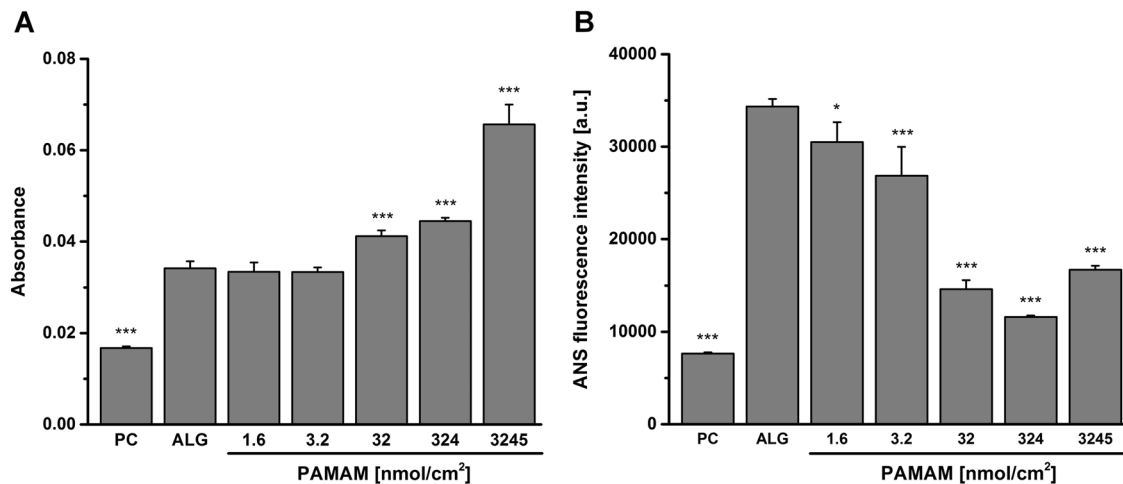 A
Absorbance
0.08
0.06
0.04
0.02
0.00
***
***
***
***
PC ALG 1.6 3.2 32 324 3245
PAMAM [nmol/cm²]
B
ANS fluorescence intensity [a.u.]
40000
30000
20000
10000
0
***
*
***
***
***
***
PC ALG 1.6 3.2 32 324 3245
PAMAM [nmol/cm²]